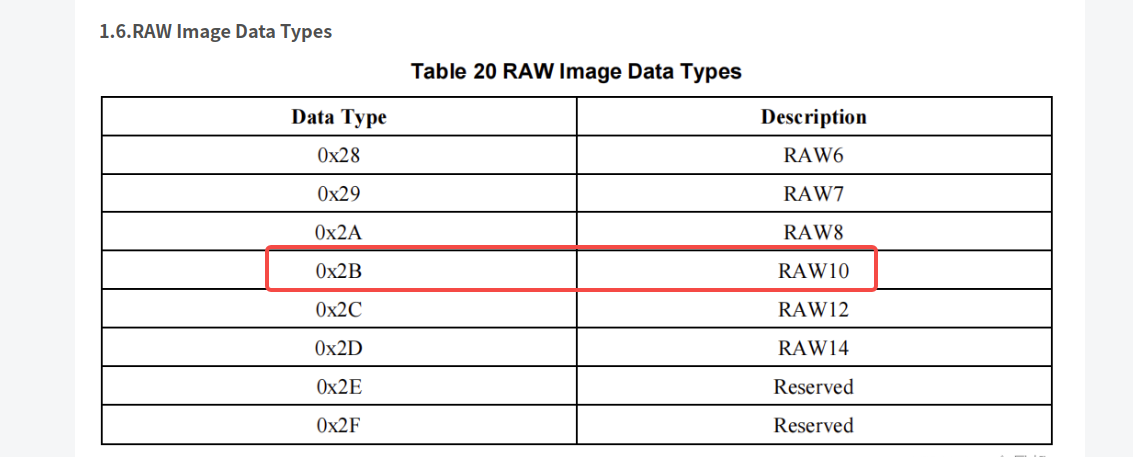 1.6.RAW Image Data Types
Table 20 RAW Image Data Types
Data Type Description
0x28 RAW6
0x29 RAW7
0x2A RAW8
0x2B RAW10
0x2C RAW12
0x2D RAW14
0x2E Reserved
0x2F Reserved